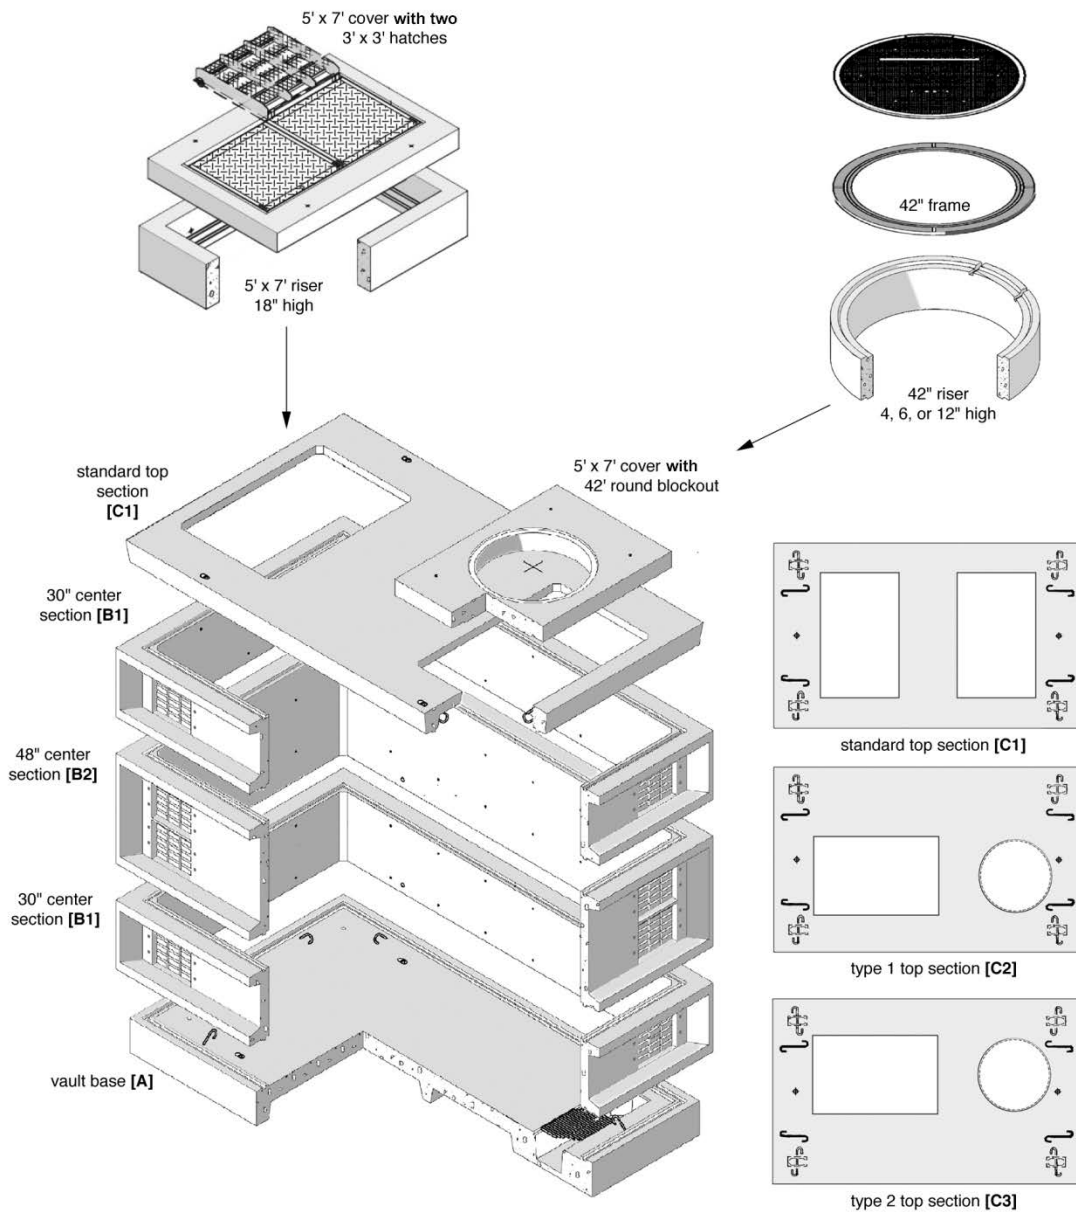 5' x 7' cover with two
3' x 3' hatches
42" frame
5' x 7' riser
18" high
42" riser
4, 6, or 12" high
standard top
section
[C1]
5' x 7' cover with
42' round blockout
30" center
section [B1]
48" center
section [B2]
30" center
section [B1]
vault base [A]
standard top section [C1]
type 1 top section [C2]
type 2 top section [C3]